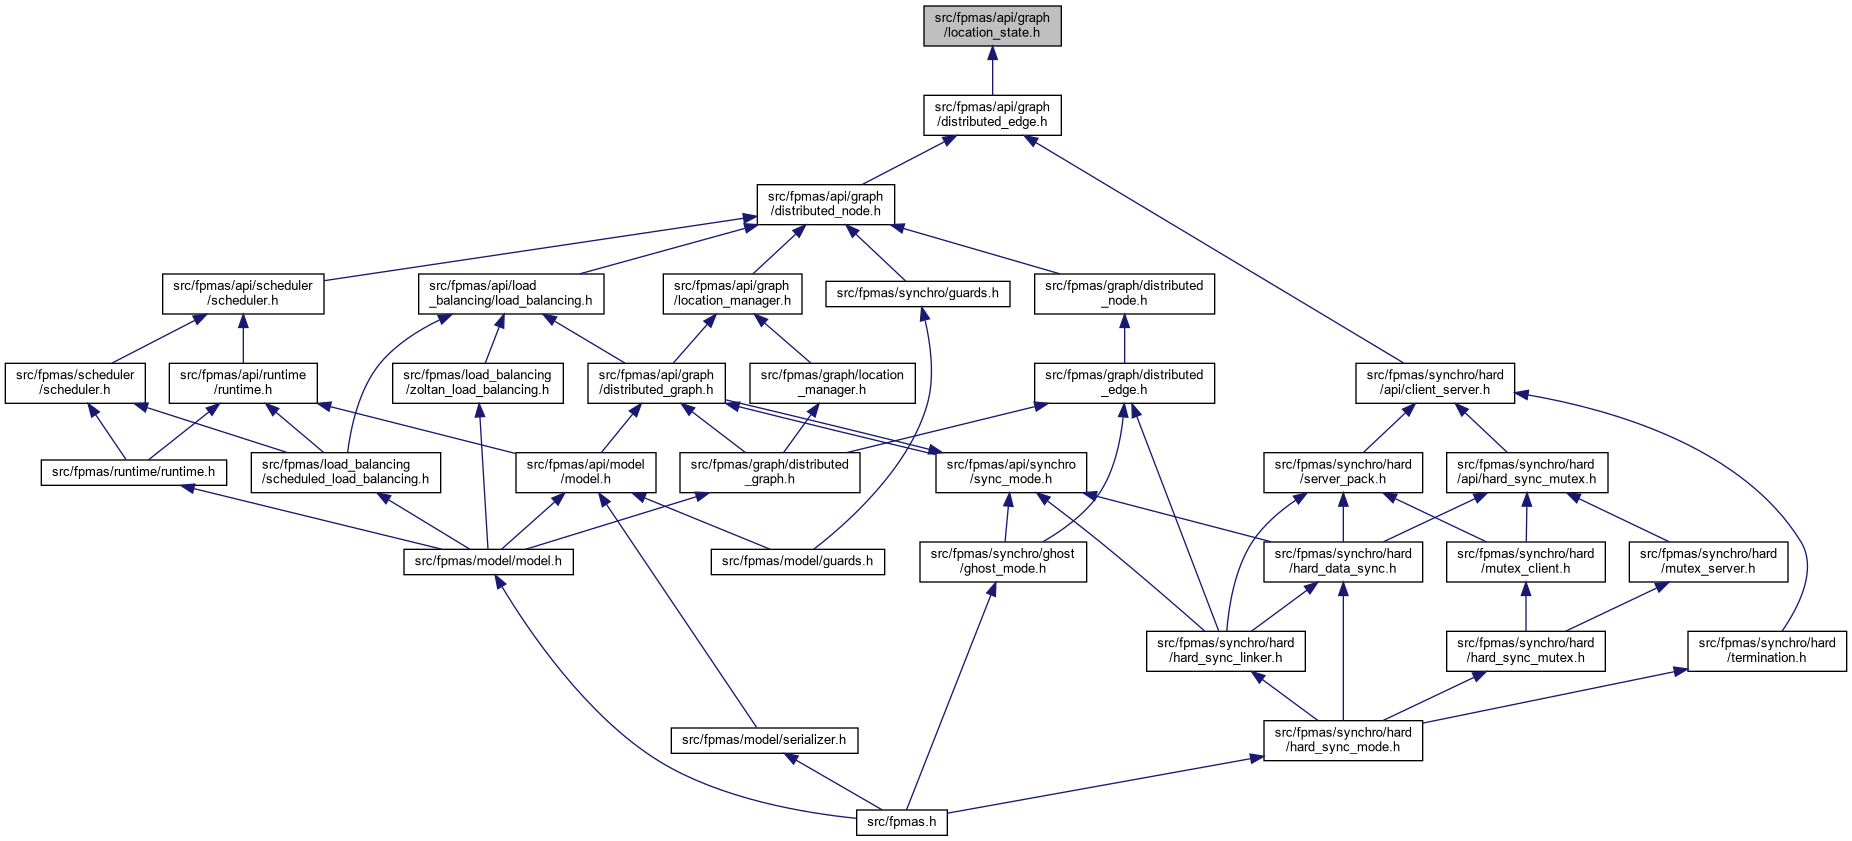 src/fpmas/api/graph
/location_state.h
src/fpmas/api/graph
/distributed_edge.h
src/fpmas/api/graph
/distributed_node.h
src/fpmas/api/scheduler
/scheduler.h
src/fpmas/api/load
_balancing/load_balancing.h
src/fpmas/api/graph
/location_manager.h
src/fpmas/synchro/guards.h
src/fpmas/graph/distributed
_node.h
src/fpmas/scheduler
/scheduler.h
src/fpmas/api/runtime
/runtime.h
src/fpmas/load_balancing
/zoltan_load_balancing.h
src/fpmas/api/graph
/distributed_graph.h
src/fpmas/graph/location
_manager.h
src/fpmas/graph/distributed
_edge.h
src/fpmas/synchro/hard
/api/client_server.h
src/fpmas/runtime/runtime.h
src/fpmas/load_balancing
/scheduled_load_balancing.h
src/fpmas/api/model
/model.h
src/fpmas/graph/distributed
_graph.h
src/fpmas/api/synchro
/sync_mode.h
src/fpmas/synchro/hard
/server_pack.h
src/fpmas/synchro/hard
/api/hard_sync_mutex.h
src/fpmas/model/model.h
src/fpmas/model/guards.h
src/fpmas/synchro/ghost
/ghost_mode.h
src/fpmas/synchro/hard
/hard_data_sync.h
src/fpmas/synchro/hard
/mutex_client.h
src/fpmas/synchro/hard
/mutex_server.h
src/fpmas/synchro/hard
/hard_sync_linker.h
src/fpmas/synchro/hard
/hard_sync_mutex.h
src/fpmas/synchro/hard
/termination.h
src/fpmas/model/serializer.h
src/fpmas/synchro/hard
/hard_sync_mode.h
src/fpmas.h